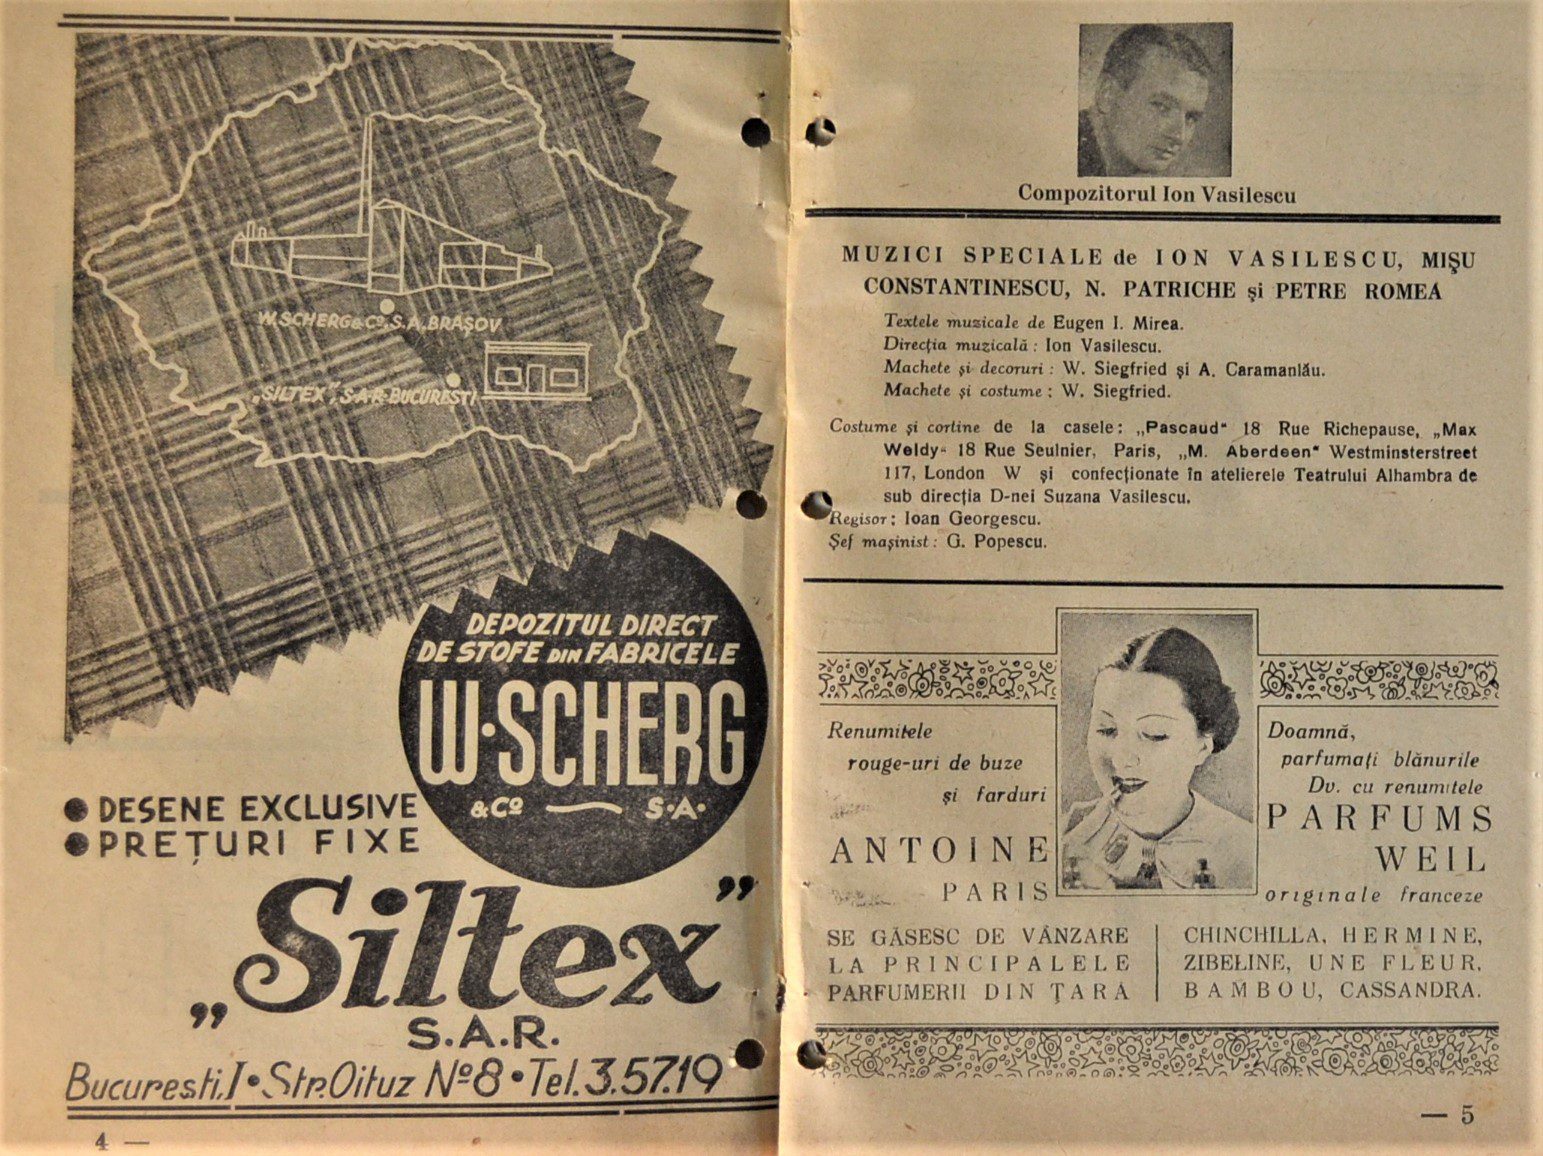 W. SCHERG & Co. S. A. BRAŞOV
„SILTEX", S·A·R·BUCUREŞTI
DEPOZITUL DIRECT
DE STOFE DIN FABRICELE
W·SCHERG
& Co S·A·
● DESENE EXCLUSIVE
● PREŢURI FIXE
„Siltex”
S.A.R.
Bucureşti, I • Str. Oituz No 8 • Tel. 3.57.19
4 —
Compozitorul Ion Vasilescu
MUZICI SPECIALE de ION VASILESCU, MIŞU
CONSTANTINESCU, N. PATRICHE şi PETRE ROMEA
Textele muzicale de Eugen I. Mirea.
Direcţia muzicală : Ion Vasilescu.
Machete şi decoruri : W. Siegfried şi A. Caramanlău.
Machete şi costume : W. Siegfried.
Costume şi cortine de la casele: „Pascaud“ 18 Rue Richepause, „Max
Weldy“ 18 Rue Seulnier, Paris, „M. Aberdeen“ Westminsterstreet
117, London W şi confecţionate în atelierele Teatrului Alhambra de
sub direcţia D-nei Suzana Vasilescu.
Regisor : Ioan Georgescu.
Şef maşinist : G. Popescu.
Renumitele
rouge-uri de buze
şi farduri
ANTOINE
PARIS
Doamnă,
parfumaţi blănurile
Dv. cu renumitele
PARFUMS
WEIL
originale franceze
SE GĂSESC DE VÂNZARE
LA PRINCIPALELE
PARFUMERII DIN ŢARĂ
CHINCHILLA, HERMINE,
ZIBELINE, UNE FLEUR,
BAMBOU, CASSANDRA.
— 5